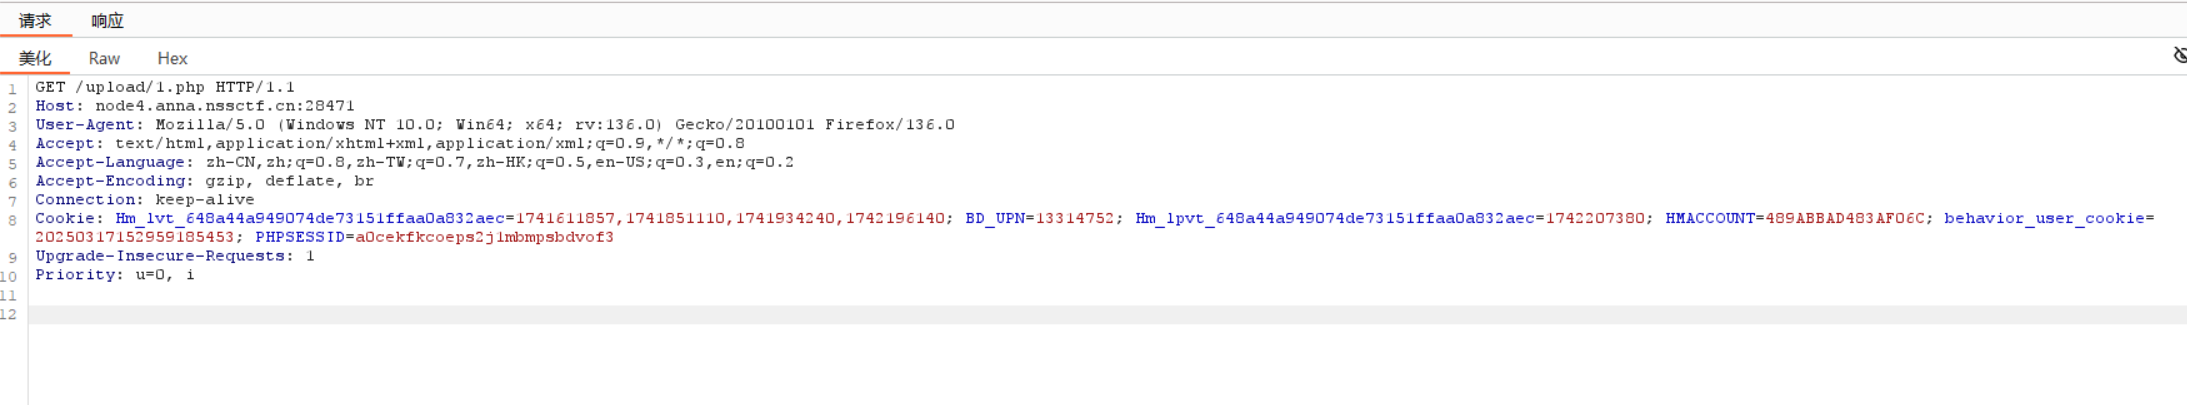 请求 响应
美化 Raw Hex
1 GET /upload/1.php HTTP/1.1
2 Host: node4.anna.nssctf.cn:28471
3 User-Agent: Mozilla/5.0 (Windows NT 10.0; Win64; x64; rv:136.0) Gecko/20100101 Firefox/136.0
4 Accept: text/html,application/xhtml+xml,application/xml;q=0.9,*/*;q=0.8
5 Accept-Language: zh-CN,zh;q=0.8,zh-TW;q=0.7,zh-HK;q=0.5,en-US;q=0.3,en;q=0.2
6 Accept-Encoding: gzip, deflate, br
7 Connection: keep-alive
8 Cookie: Hm_lvt_648a44a949074de73151ffaa0a832aec=1741611857,1741851110,1741934240,1742196140; BD_UPN=13314752; Hm_lpvt_648a44a949074de73151ffaa0a832aec=1742207380; HMACCOUNT=489ABBAD483AF06C; behavior_user_cookie=
20250317152959185453; PHPSESSID=a0cekfkcoeps2j1mbmpsbdvof3
9 Upgrade-Insecure-Requests: 1
10 Priority: u=0, i
11
12